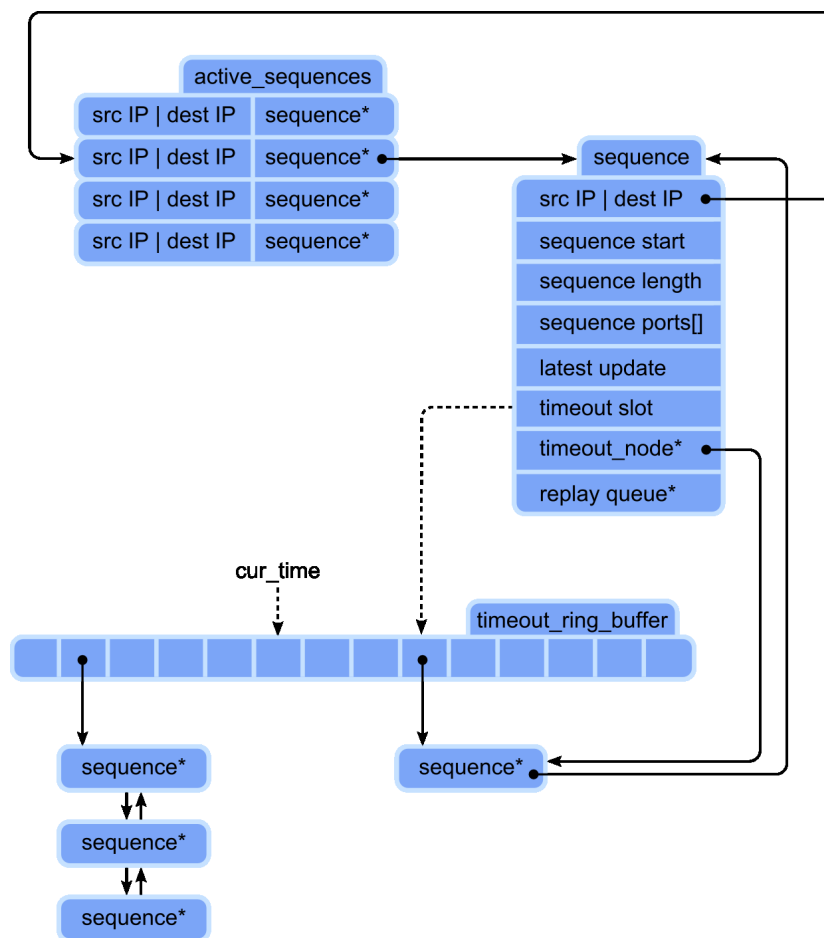 active_sequences
src IP | dest IP sequence*
src IP | dest IP sequence*
src IP | dest IP sequence*
src IP | dest IP sequence*
sequence
src IP | dest IP
sequence start
sequence length
sequence ports[]
latest update
timeout slot
timeout_node*
replay queue*
cur_time
timeout_ring_buffer
sequence*
sequence*
sequence*
sequence*